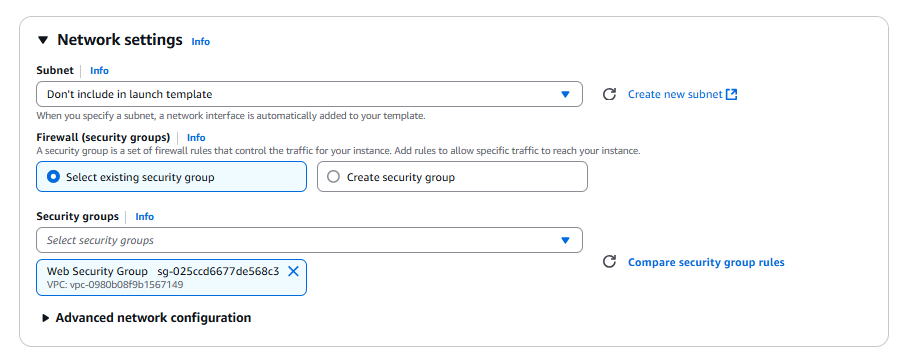 Network settings Info
Subnet Info
Don't include in launch template
Create new subnet
When you specify a subnet, a network interface is automatically added to your template.
Firewall (security groups) Info
A security group is a set of firewall rules that control the traffic for your instance. Add rules to allow specific traffic to reach your instance.
Select existing security group
Create security group
Security groups Info
Select security groups
Compare security group rules
Web Security Group sg-025ccd6677de568c3
VPC: vpc-0980b08f9b1567149
Advanced network configuration